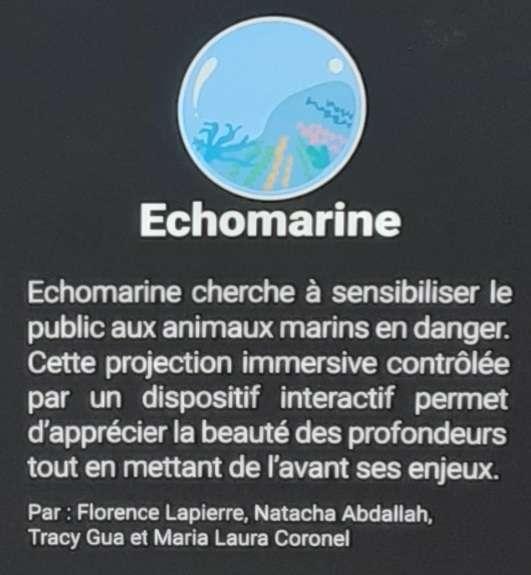 Echomarine
Echomarine cherche à sensibiliser le
public aux animaux marins en danger.
Cette projection immersive contrôlée
par un dispositif interactif permet
d'apprécier la beauté des profondeurs
tout en mettant de l'avant ses enjeux.
Par : Florence Lapierre, Natacha Abdallah,
Tracy Gua et Maria Laura Coronel